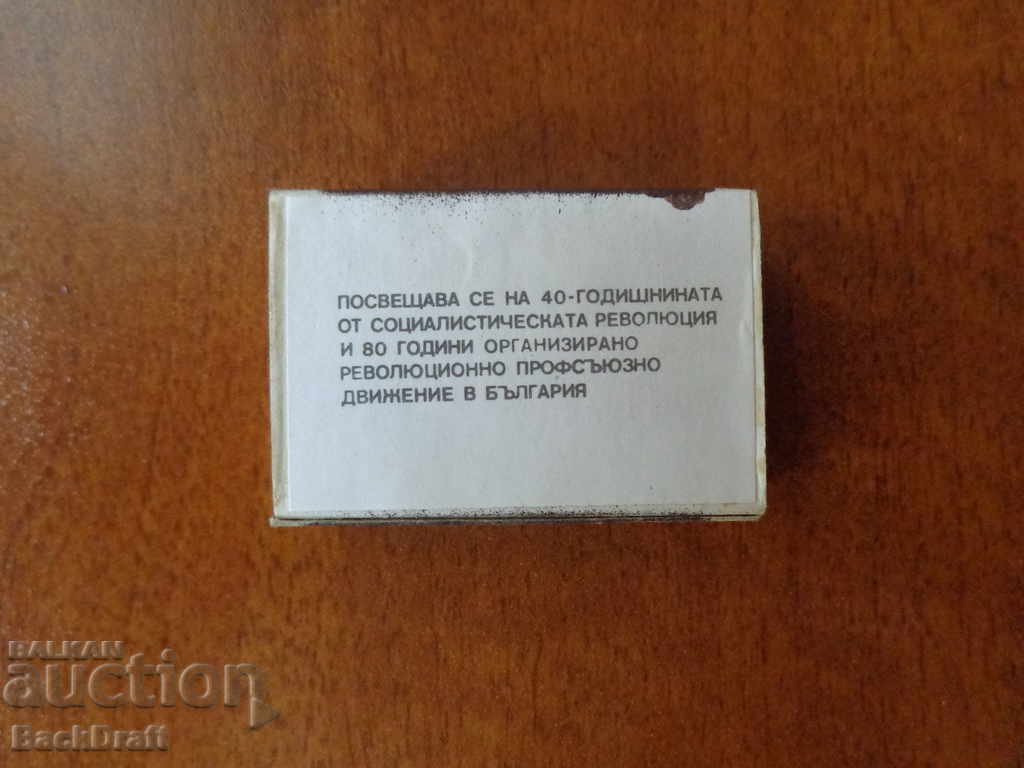 ПОСВЕЩАВА СЕ НА 40-ГОДИШНИНАТА
ОТ СОЦИАЛИСТИЧЕСКАТА РЕВОЛЮЦИЯ
И 80 ГОДИНИ ОРГАНИЗИРАНО
РЕВОЛЮЦИОННО ПРОФСЪЮЗНО
ДВИЖЕНИЕ В БЪЛГАРИЯ
BALKAN
auction
BackDraft